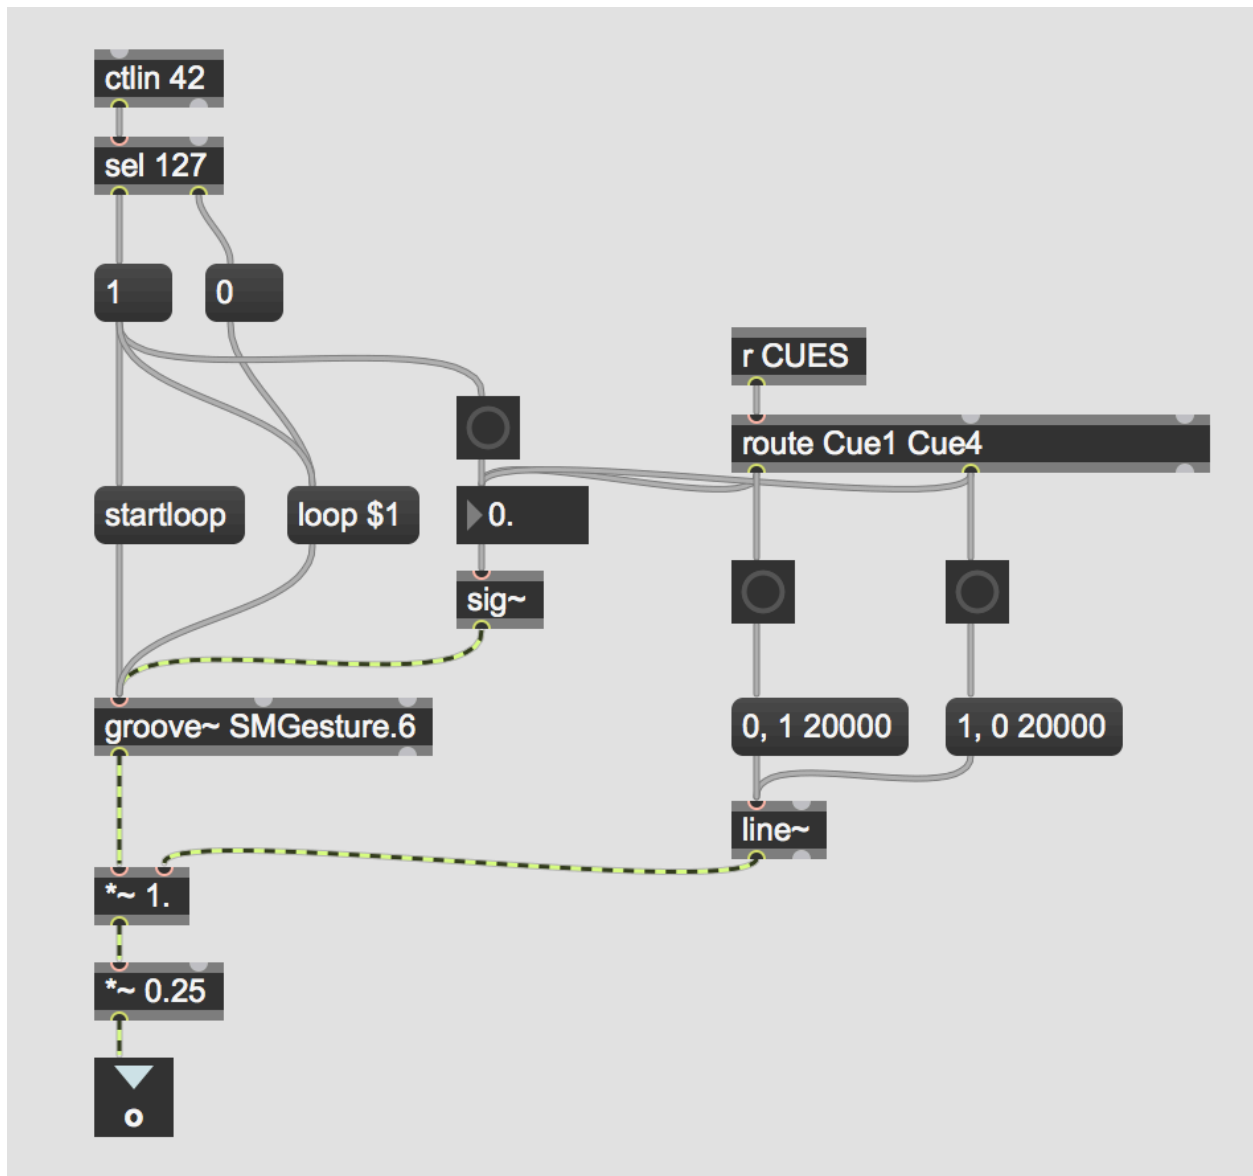 ctlin 42
sel 127
1
0
r CUES
route Cue1 Cue4
startloop
loop $1
0.
sig~
groove~ SMGesture.6
0, 1 20000
1, 0 20000
line~
*~ 1.
*~ 0.25
o